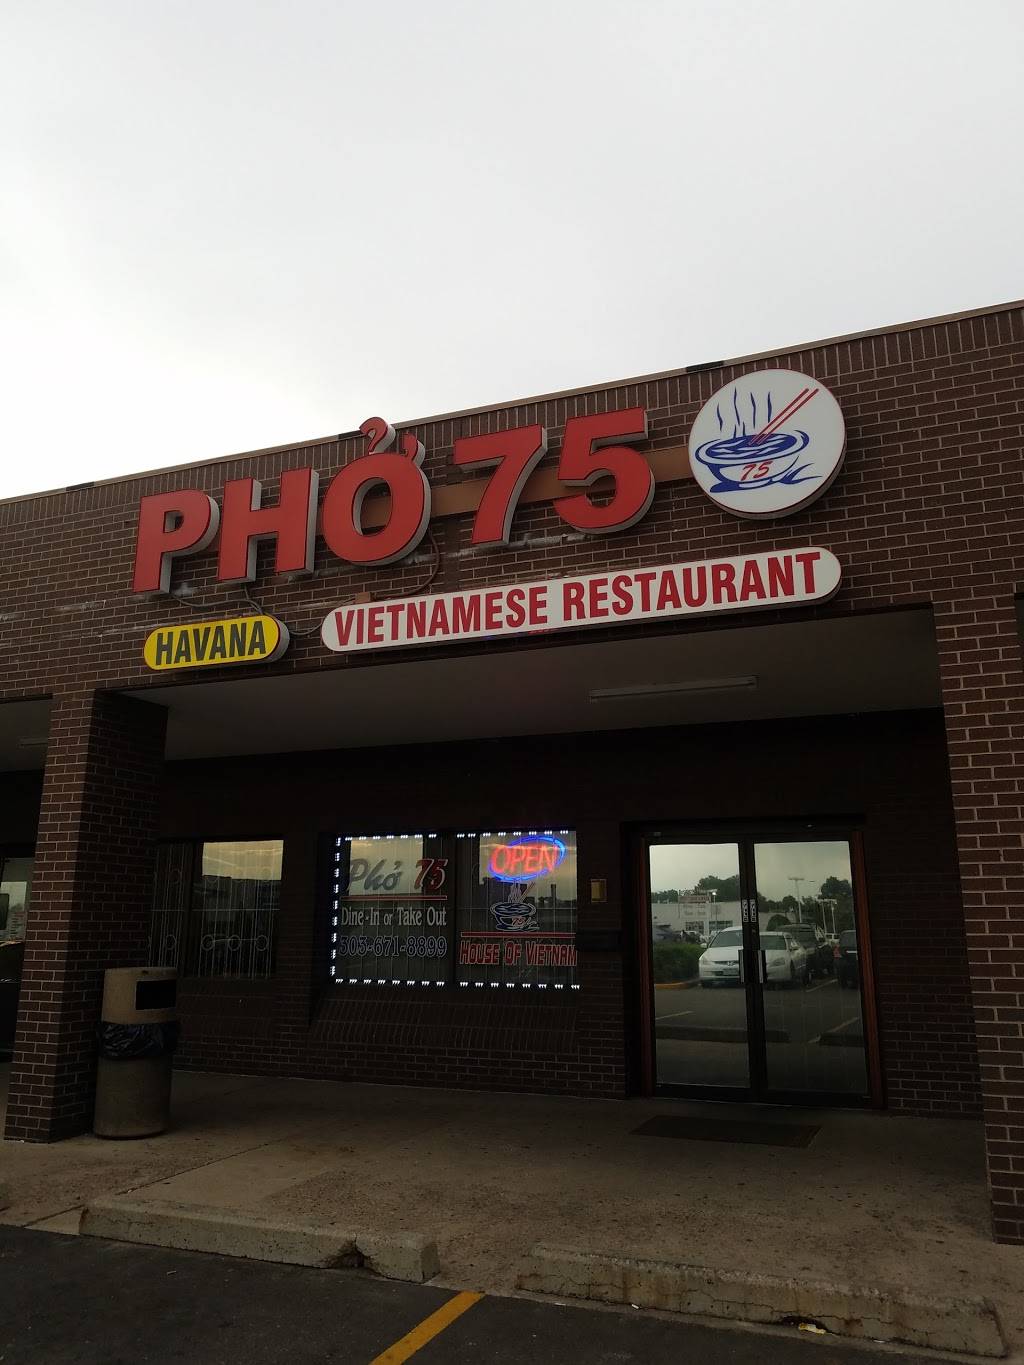 PHỞ 75
75
HAVANA
VIETNAMESE RESTAURANT
Phở 75
Dine-In or Take Out
303-671-8899
OPEN
75
HOUSE OF VIETNAM